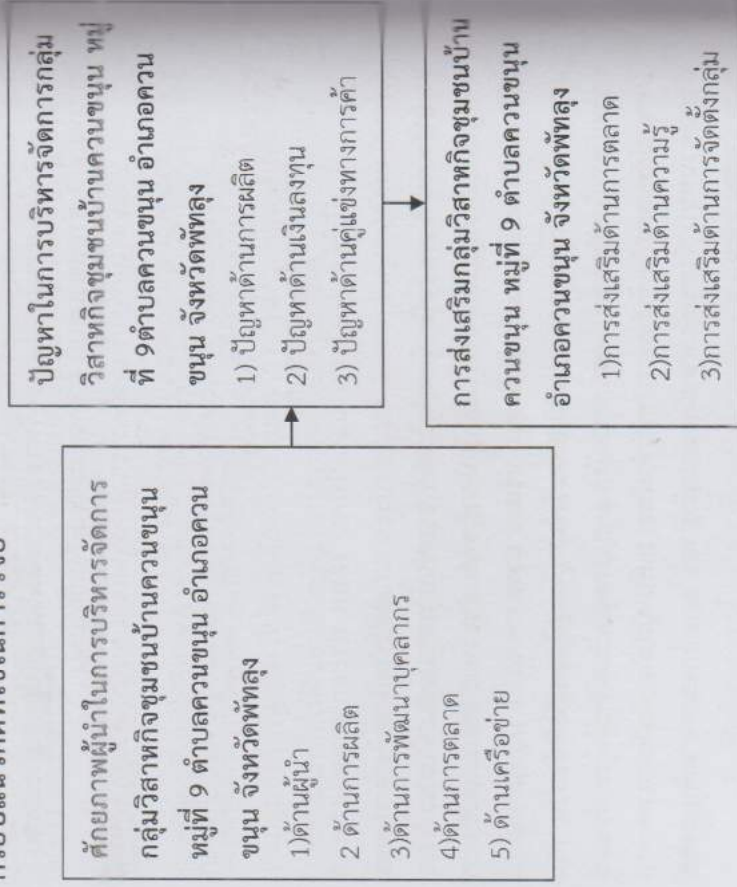 ศักยภาพผู้นำในการบริหารจัดการ
กลุ่มวิสาหกิจชุมชนบ้านควนขนุน
หมู่ที่ 9 ตำบลควนขนุน อำเภอควน
ขนุน จังหวัดพัทลุง
1)ด้านผู้นำ
2 ด้านการผลิต
3)ด้านการพัฒนาบุคลากร
4)ด้านการตลาด
5) ด้านเครือข่าย
ปัญหาในการบริหารจัดการกลุ่ม
วิสาหกิจชุมชนบ้านควนขนุน หมู่
ที่ 9ตำบลควนขนุน อำเภอควน
ขนุน จังหวัดพัทลุง
1) ปัญหาด้านการผลิต
2) ปัญหาด้านเงินลงทุน
3) ปัญหาด้านคู่แข่งทางการค้า
การส่งเสริมกลุ่มวิสาหกิจชุมชนบ้าน
ควนขนุน หมู่ที่ 9 ตำบลควนขนุน
อำเภอควนขนุน จังหวัดพัทลุง
1)การส่งเสริมด้านการตลาด
2)การส่งเสริมด้านความรู้
3)การส่งเสริมด้านการจัดตั้งกลุ่ม